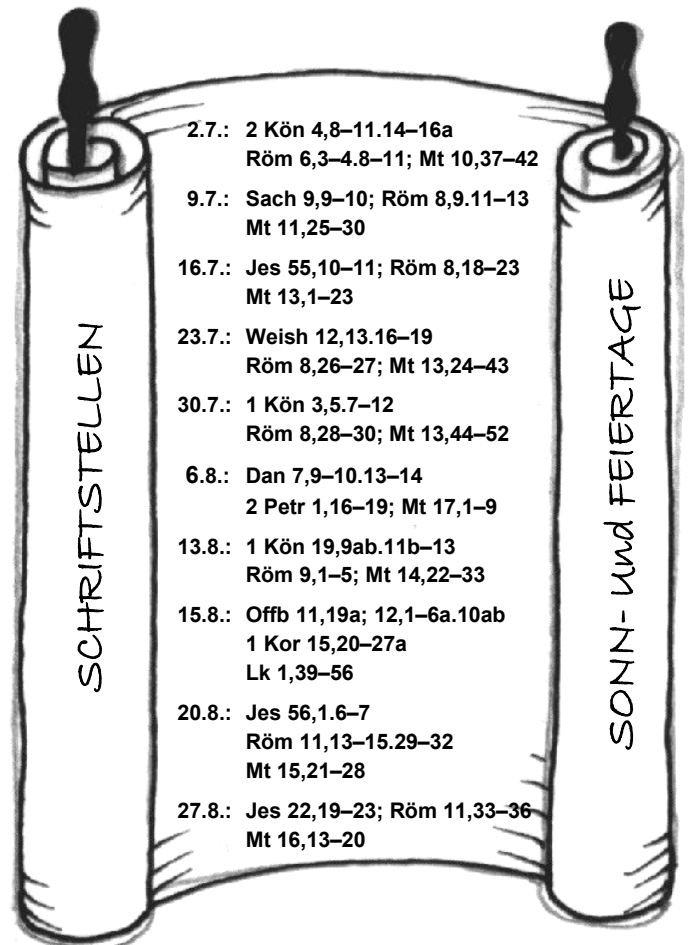 SCHRIFTSTELLEN
2.7.: 2 Kön 4,8–11.14–16a
Röm 6,3–4.8–11; Mt 10,37–42
9.7.: Sach 9,9–10; Röm 8,9.11–13
Mt 11,25–30
16.7.: Jes 55,10–11; Röm 8,18–23
Mt 13,1–23
23.7.: Weish 12,13.16–19
Röm 8,26–27; Mt 13,24–43
30.7.: 1 Kön 3,5.7–12
Röm 8,28–30; Mt 13,44–52
6.8.: Dan 7,9–10.13–14
2 Petr 1,16–19; Mt 17,1–9
13.8.: 1 Kön 19,9ab.11b–13
Röm 9,1–5; Mt 14,22–33
15.8.: Offb 11,19a; 12,1–6a.10ab
1 Kor 15,20–27a
Lk 1,39–56
20.8.: Jes 56,1.6–7
Röm 11,13–15.29–32
Mt 15,21–28
27.8.: Jes 22,19–23; Röm 11,33–36
Mt 16,13–20
SONN- Und FEIERTAGE